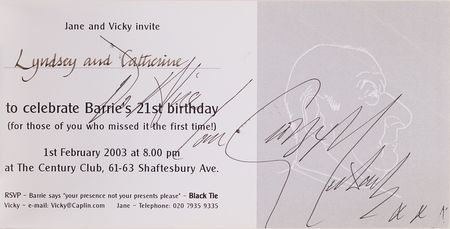 Jane and Vicky invite
Lyndsey and Catherine
to celebrate Barrie's 21st birthday
(for those of you who missed it the first time!)
1st February 2003 at 8.00 pm
at The Century Club, 61-63 Shaftesbury Ave.
RSVP - Barrie says 'your presence not your presents please' - Black Tie
Vicky - e-mail: Vicky@Caplin.com Jane - Telephone: 020 7935 9335